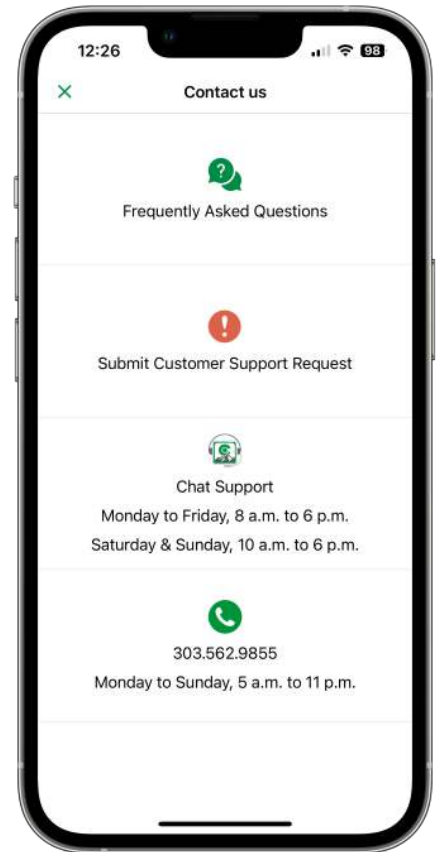 12:26
98
Contact us
Frequently Asked Questions
Submit Customer Support Request
Chat Support
Monday to Friday, 8 a.m. to 6 p.m.
Saturday & Sunday, 10 a.m. to 6 p.m.
303.562.9855
Monday to Sunday, 5 a.m. to 11 p.m.